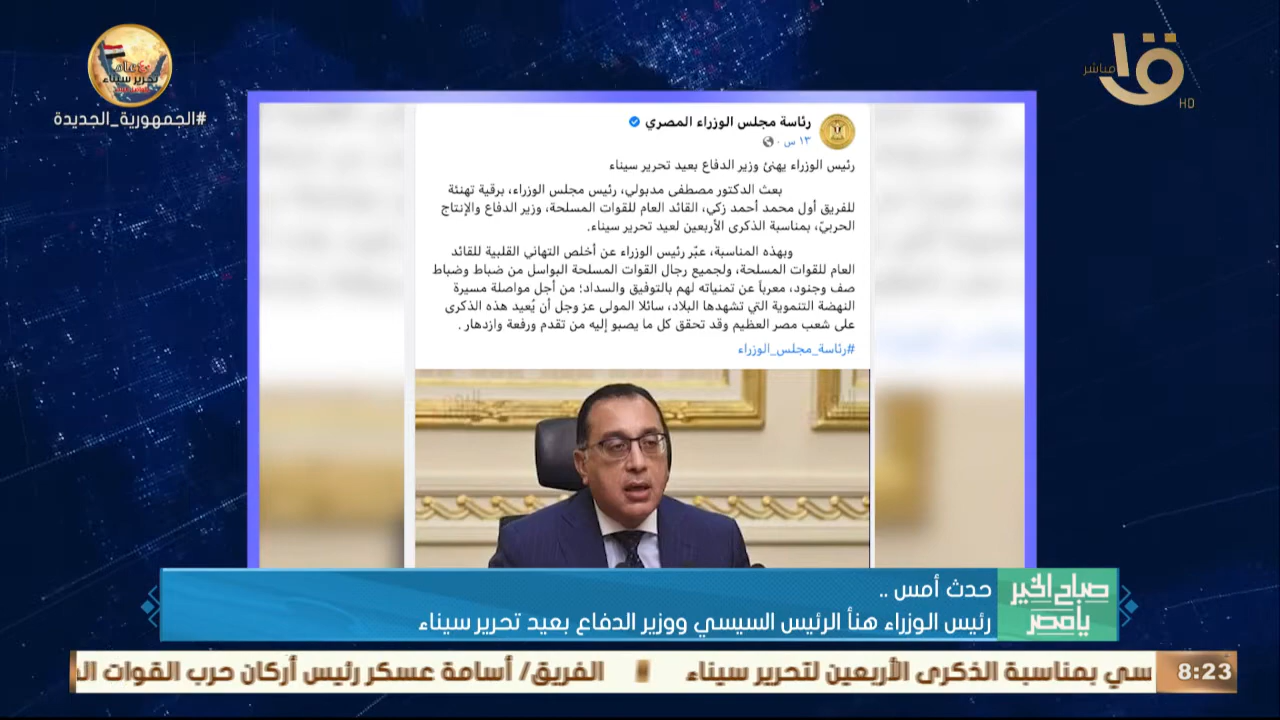 عام
تحرير سيناء
#الجمهورية_الجديدة
مباشر
HD
رئاسة مجلس الوزراء المصري
١٣ س ·
رئيس الوزراء يهنئ وزير الدفاع بعيد تحرير سيناء
بعث الدكتور مصطفى مدبولي، رئيس مجلس الوزراء، برقية تهنئة
للفريق أول محمد أحمد زكي، القائد العام للقوات المسلحة، وزير الدفاع والإنتاج
الحربيّ، بمناسبة الذكرى الأربعين لعيد تحرير سيناء.
وبهذه المناسبة، عبّر رئيس الوزراء عن أخلص التهاني القلبية للقائد
العام للقوات المسلحة، ولجميع رجال القوات المسلحة البواسل من ضباط وضباط
صف وجنود، معرباً عن تمنياته لهم بالتوفيق والسداد؛ من أجل مواصلة مسيرة
النهضة التنموية التي تشهدها البلاد، سائلا المولى عز وجل أن يُعيد هذه الذكرى
على شعب مصر العظيم وقد تحقق كل ما يصبو إليه من تقدم ورفعة وازدهار .
#رئاسة_مجلس_الوزراء
صباح الخير
يا مصر
حدث أمس ..
رئيس الوزراء هنأ الرئيس السيسي ووزير الدفاع بعيد تحرير سيناء
8:23
سي بمناسبة الذكرى الأربعين لتحرير سيناء الفريق/ أسامة عسكر رئيس أركان حرب القوات الم